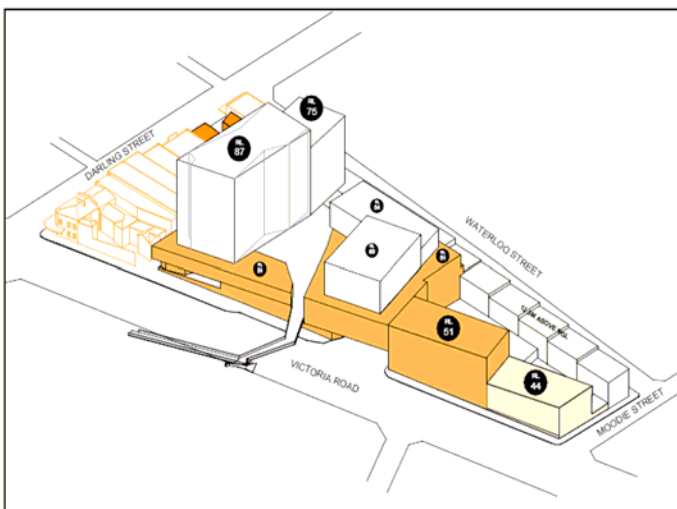 RL
75
RL
87
DARLING STREET
WATERLOO STREET
RL
51
RL
44
VICTORIA ROAD
MOODIE STREET